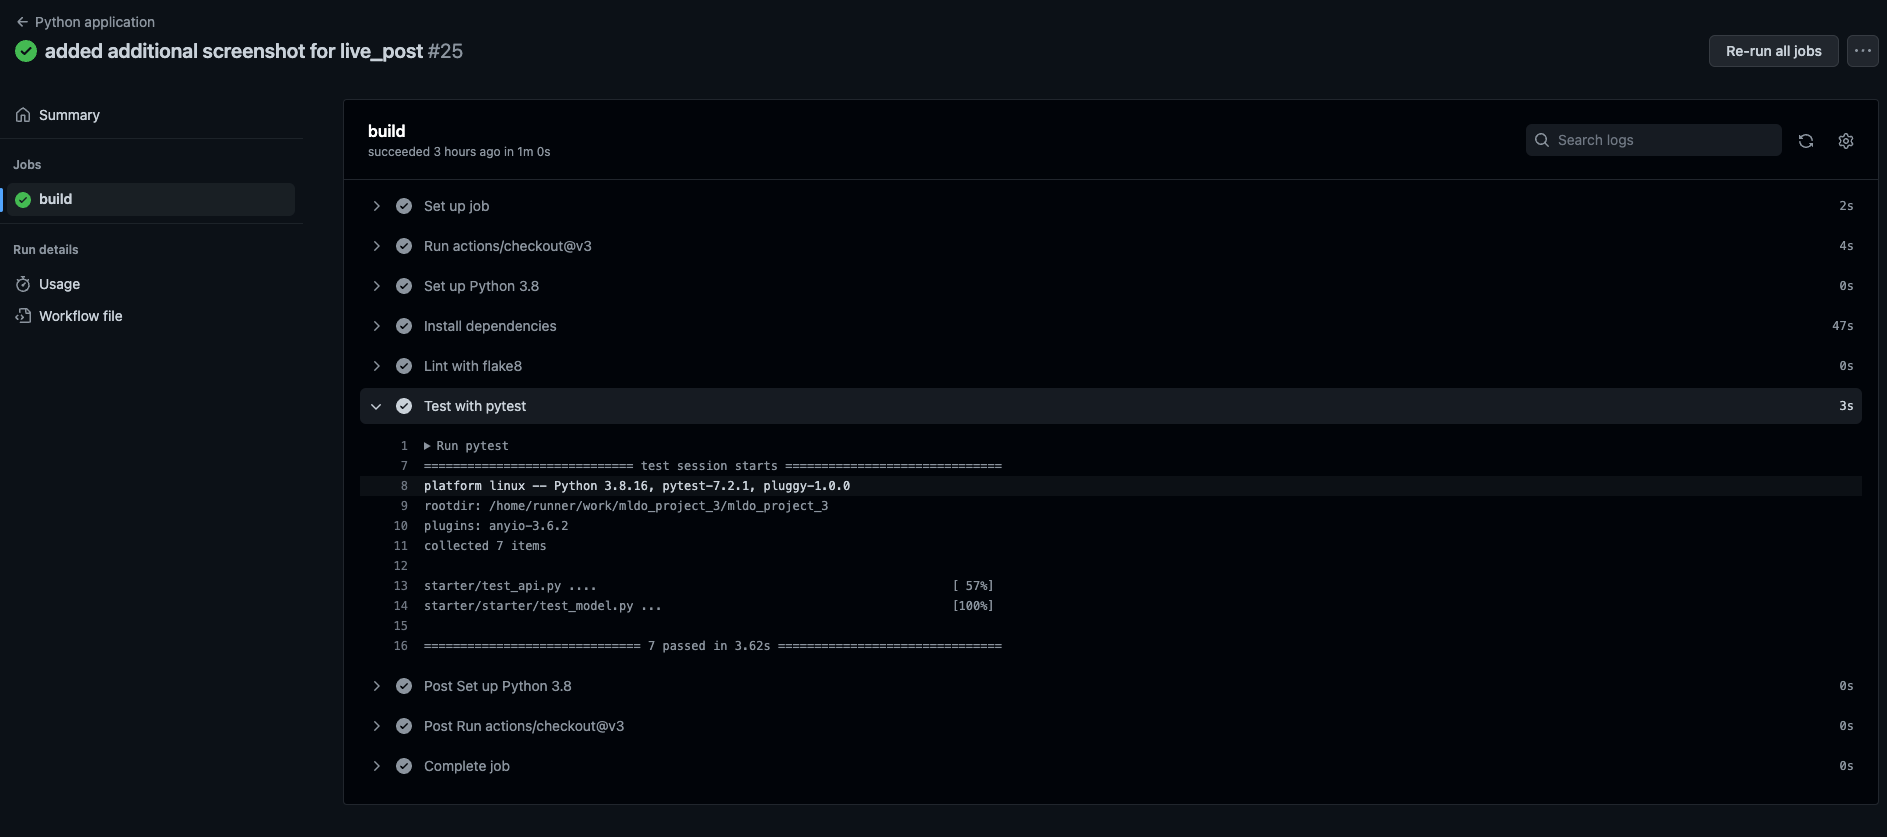 ← Python application
added additional screenshot for live_post #25
Re-run all jobs
···
Summary
Jobs
build
Run details
Usage
Workflow file
build
succeeded 3 hours ago in 1m 0s
Search logs
Set up job 2s
Run actions/checkout@v3 4s
Set up Python 3.8 0s
Install dependencies 47s
Lint with flake8 0s
Test with pytest 3s
1 ▶ Run pytest
7 ============================= test session starts ==============================
8 platform linux -- Python 3.8.16, pytest-7.2.1, pluggy-1.0.0
9 rootdir: /home/runner/work/mldo_project_3/mldo_project_3
10 plugins: anyio-3.6.2
11 collected 7 items
12
13 starter/test_api.py .... [ 57%]
14 starter/starter/test_model.py ... [100%]
15
16 ============================== 7 passed in 3.62s ===============================
Post Set up Python 3.8 0s
Post Run actions/checkout@v3 0s
Complete job 0s